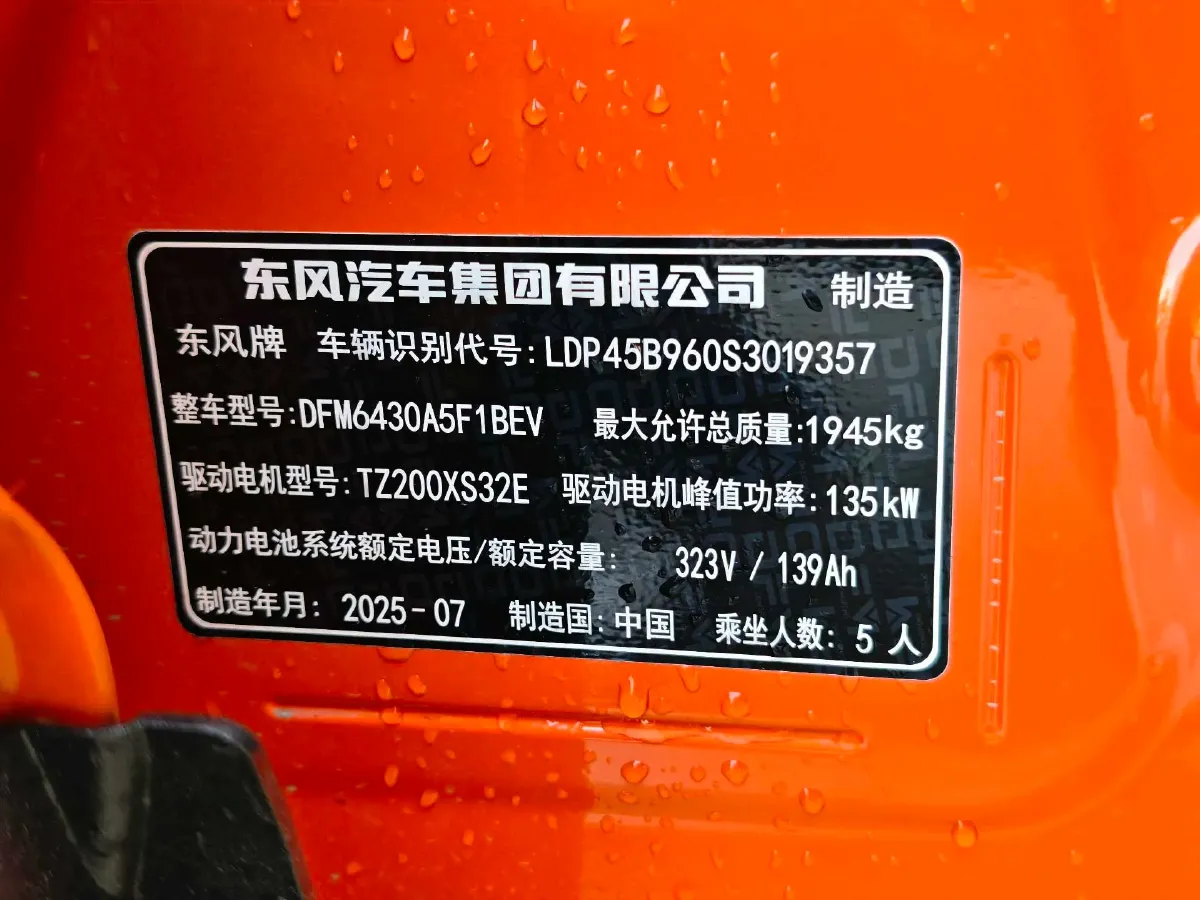 东风汽车集团有限公司 制造
东风牌 车辆识别代号:LDP45B960S3019357
整车型号:DFM6430A5F1BEV 最大允许总质量:1945kg
驱动电机型号:TZ200XS32E 驱动电机峰值功率:135kW
动力电池系统额定电压/额定容量: 323V / 139Ah
制造年月: 2025-07 制造国:中国 乘坐人数: 5 人